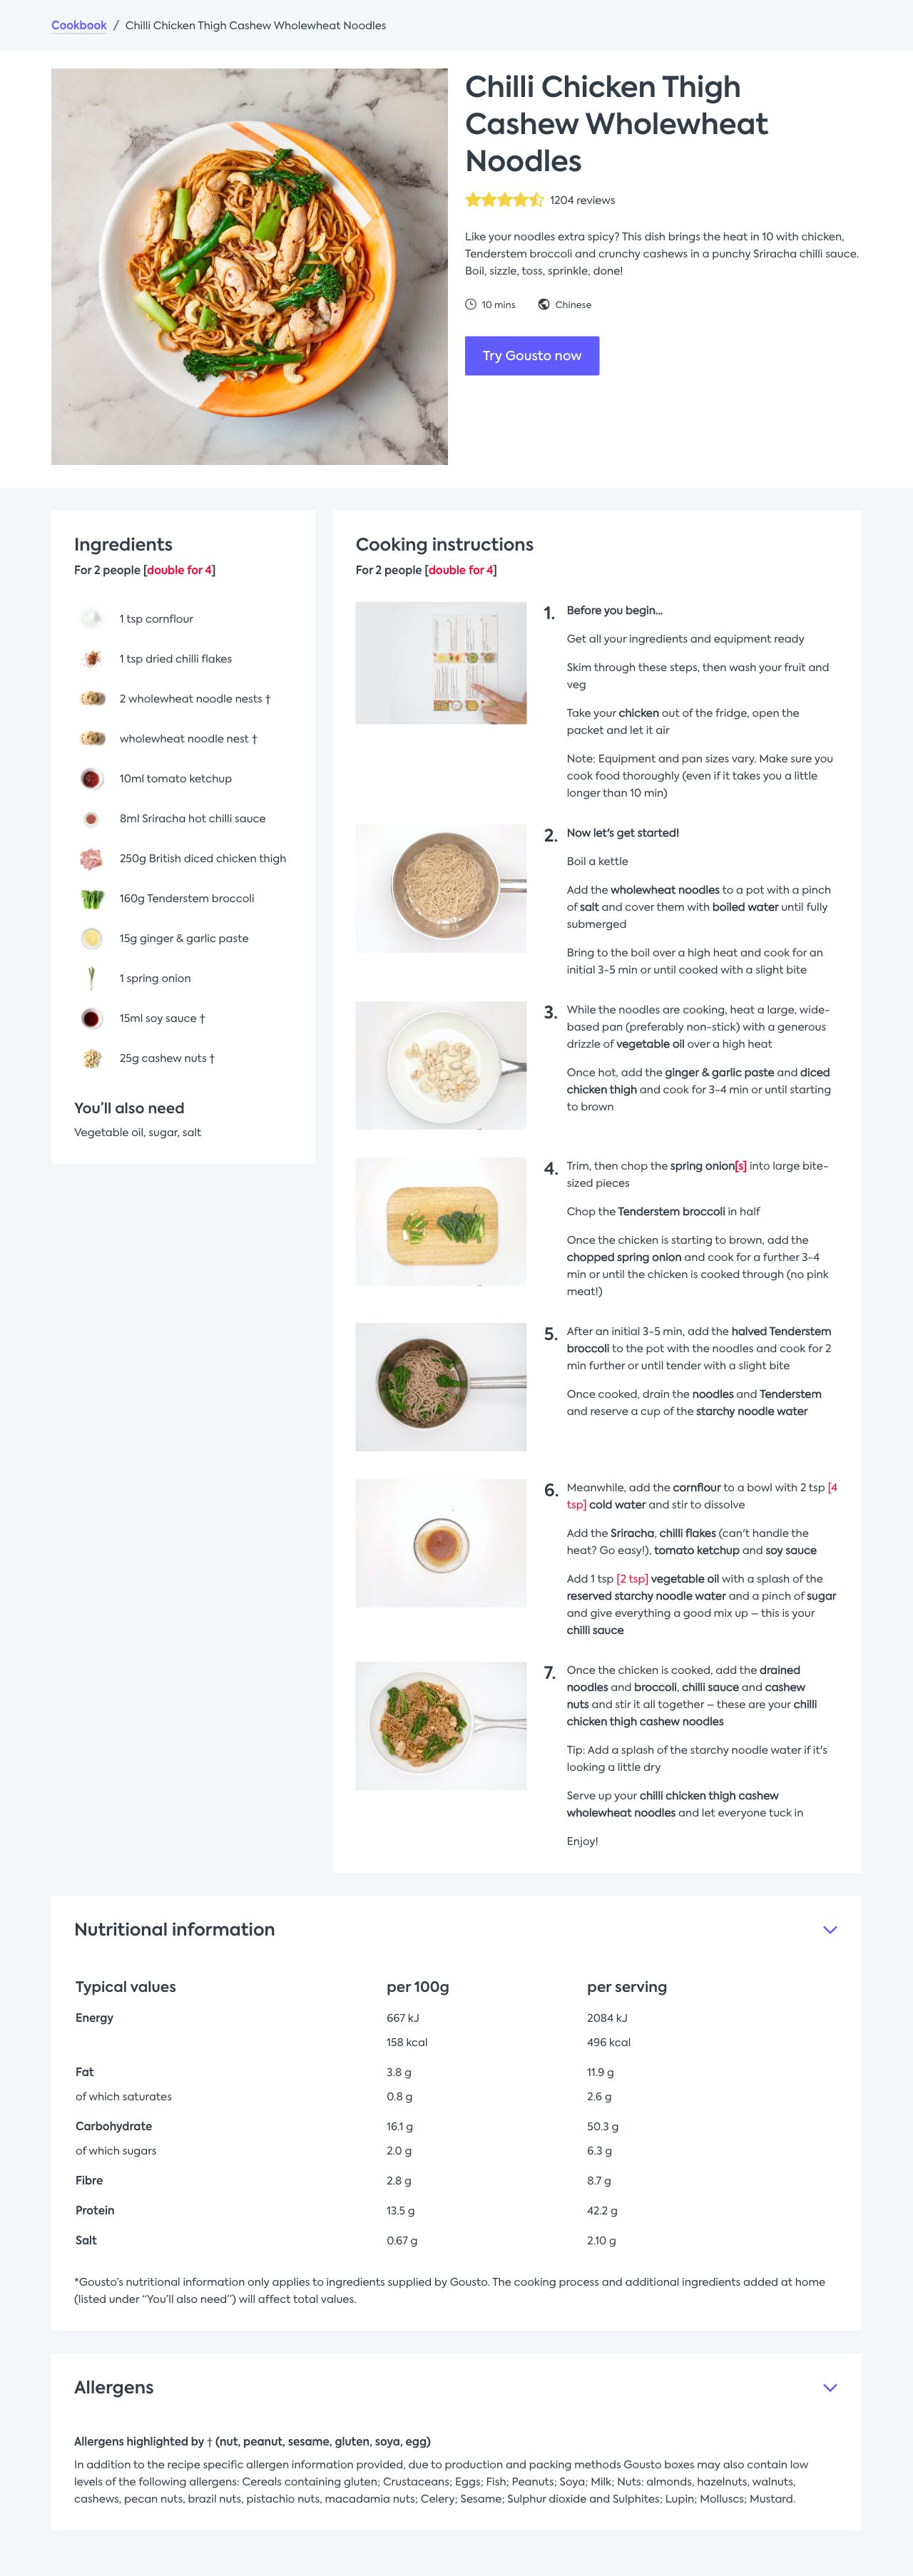 Cookbook / Chilli Chicken Thigh Cashew Wholewheat Noodles
Chilli Chicken Thigh
Cashew Wholewheat
Noodles
1204 reviews
Like your noodles extra spicy? This dish brings the heat in 10 with chicken,
Tenderstem broccoli and crunchy cashews in a punchy Sriracha chilli sauce.
Boil, sizzle, toss, sprinkle, done!
10 mins
Chinese
Try Gousto now
Ingredients
For 2 people [double for 4]
1 tsp cornflour
1 tsp dried chilli flakes
2 wholewheat noodle nests †
wholewheat noodle nest †
10ml tomato ketchup
8ml Sriracha hot chilli sauce
250g British diced chicken thigh
160g Tenderstem broccoli
15g ginger & garlic paste
1 spring onion
15ml soy sauce †
25g cashew nuts †
You'll also need
Vegetable oil, sugar, salt
Cooking instructions
For 2 people [double for 4]
1. Before you begin...
Get all your ingredients and equipment ready
Skim through these steps, then wash your fruit and
veg
Take your chicken out of the fridge, open the
packet and let it air
Note: Equipment and pan sizes vary. Make sure you
cook food thoroughly (even if it takes you a little
longer than 10 min)
2. Now let's get started!
Boil a kettle
Add the wholewheat noodles to a pot with a pinch
of salt and cover them with boiled water until fully
submerged
Bring to the boil over a high heat and cook for an
initial 3-5 min or until cooked with a slight bite
3. While the noodles are cooking, heat a large, wide-
based pan (preferably non-stick) with a generous
drizzle of vegetable oil over a high heat
Once hot, add the ginger & garlic paste and diced
chicken thigh and cook for 3-4 min or until starting
to brown
4. Trim, then chop the spring onion[s] into large bite-
sized pieces
Chop the Tenderstem broccoli in half
Once the chicken is starting to brown, add the
chopped spring onion and cook for a further 3-4
min or until the chicken is cooked through (no pink
meat!)
5. After an initial 3-5 min, add the halved Tenderstem
broccoli to the pot with the noodles and cook for 2
min further or until tender with a slight bite
Once cooked, drain the noodles and Tenderstem
and reserve a cup of the starchy noodle water
6. Meanwhile, add the cornflour to a bowl with 2 tsp [4
tsp] cold water and stir to dissolve
Add the Sriracha, chilli flakes (can't handle the
heat? Go easy!), tomato ketchup and soy sauce
Add 1 tsp [2 tsp] vegetable oil with a splash of the
reserved starchy noodle water and a pinch of sugar
and give everything a good mix up – this is your
chilli sauce
7. Once the chicken is cooked, add the drained
noodles and broccoli, chilli sauce and cashew
nuts and stir it all together – these are your chilli
chicken thigh cashew noodles
Tip: Add a splash of the starchy noodle water if it's
looking a little dry
Serve up your chilli chicken thigh cashew
wholewheat noodles and let everyone tuck in
Enjoy!
Nutritional information
Typical values per 100g per serving
Energy 667 kJ 2084 kJ
158 kcal 496 kcal
Fat 3.8 g 11.9 g
of which saturates 0.8 g 2.6 g
Carbohydrate 16.1 g 50.3 g
of which sugars 2.0 g 6.3 g
Fibre 2.8 g 8.7 g
Protein 13.5 g 42.2 g
Salt 0.67 g 2.10 g
*Gousto's nutritional information only applies to ingredients supplied by Gousto. The cooking process and additional ingredients added at home
(listed under "You'll also need") will affect total values.
Allergens
Allergens highlighted by † (nut, peanut, sesame, gluten, soya, egg)
In addition to the recipe specific allergen information provided, due to production and packing methods Gousto boxes may also contain low
levels of the following allergens: Cereals containing gluten; Crustaceans; Eggs; Fish; Peanuts; Soya; Milk; Nuts: almonds, hazelnuts, walnuts,
cashews, pecan nuts, brazil nuts, pistachio nuts, macadamia nuts; Celery; Sesame; Sulphur dioxide and Sulphites; Lupin; Molluscs; Mustard.